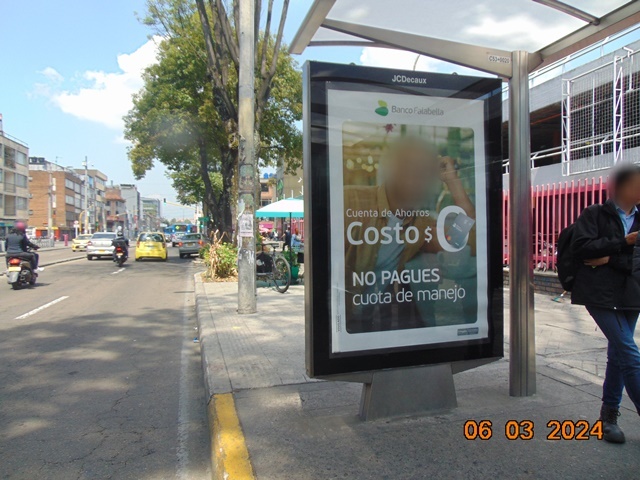 JCDecaux
Banco Falabella
Cuenta de Ahorros
Costo $0
NO PAGUES
cuota de manejo
06 03 2024